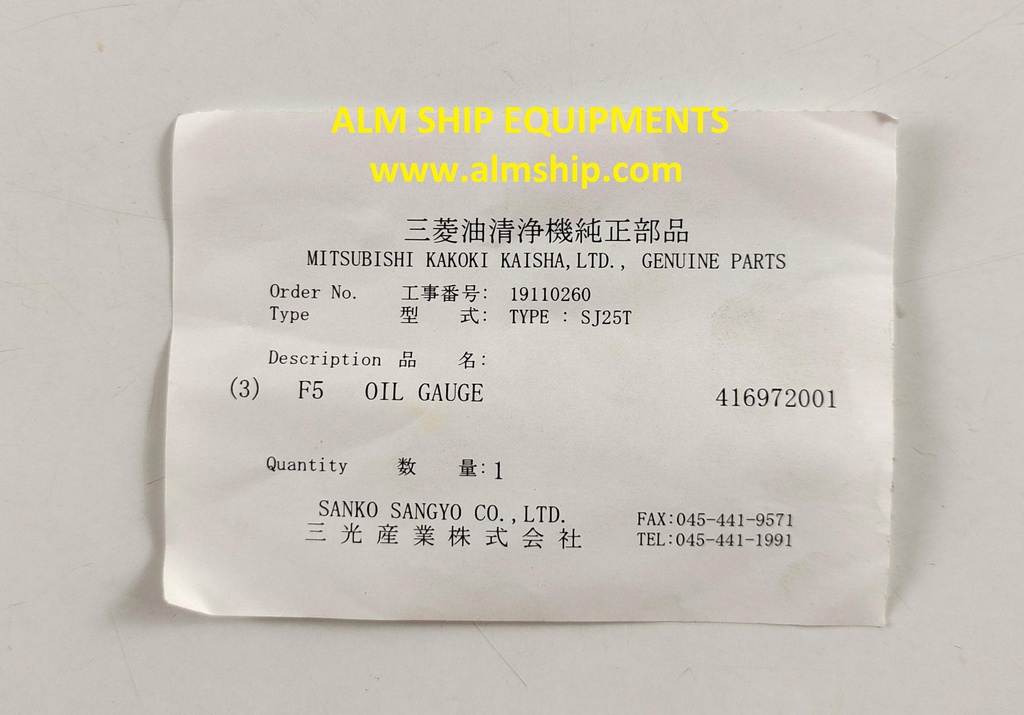 ALM SHIP EQUIPMENTS
www.almship.com
三菱油清浄機純正部品
MITSUBISHI KAKOKI KAISHA,LTD., GENUINE PARTS
Order No. 工事番号: 19110260
Type 型 式: TYPE : SJ25T
Description 品 名:
(3) F5 OIL GAUGE 416972001
Quantity 数 量: 1
SANKO SANGYO CO.,LTD. FAX:045-441-9571
三光産業株式会社 TEL:045-441-1991